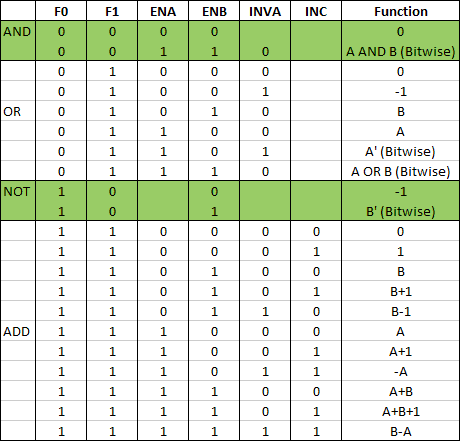 F0 F1 ENA ENB INVA INC Function
AND 0 0 0 0 0
0 0 1 1 0 A AND B (Bitwise)
0 1 0 0 0 0
0 1 0 0 1 -1
OR 0 1 0 1 0 B
0 1 1 0 0 A
0 1 1 0 1 A' (Bitwise)
0 1 1 1 0 A OR B (Bitwise)
NOT 1 0 0 -1
1 0 1 B' (Bitwise)
1 1 0 0 0 0 0
1 1 0 0 0 1 1
1 1 0 1 0 0 B
1 1 0 1 0 1 B+1
1 1 0 1 1 0 B-1
ADD 1 1 1 0 0 0 A
1 1 1 0 0 1 A+1
1 1 1 0 1 1 -A
1 1 1 1 0 0 A+B
1 1 1 1 0 1 A+B+1
1 1 1 1 1 1 B-A